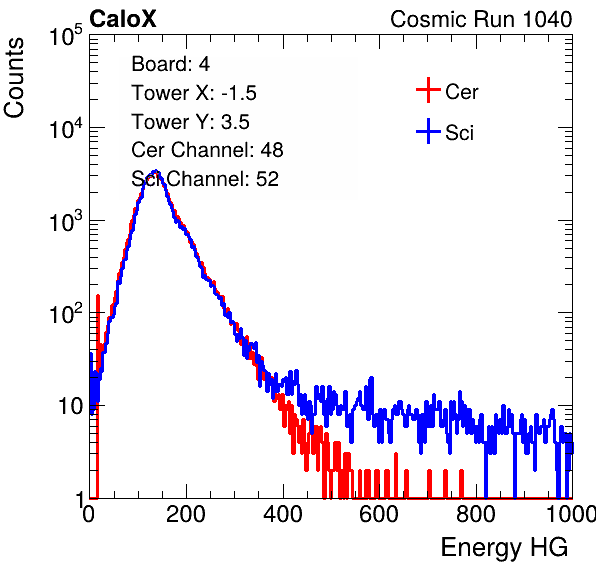 CaloX Cosmic Run 1040
Counts
Board: 4
Tower X: -1.5
Tower Y: 3.5
Cer Channel: 48
Sci Channel: 52
Cer
Sci
10^5
10^4
10^3
10^2
10
1
0 200 400 600 800 1000
Energy HG